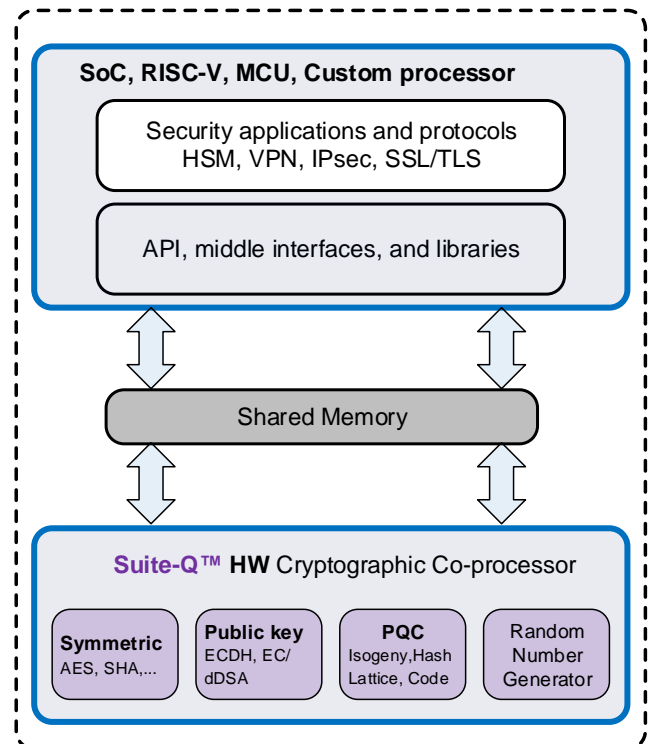 SoC, RISC-V, MCU, Custom processor
Security applications and protocols
HSM, VPN, IPsec, SSL/TLS
API, middle interfaces, and libraries
Shared Memory
Suite-Q™ HW Cryptographic Co-processor
Symmetric
AES, SHA,...
Public key
ECDH, EC/
dDSA
PQC
Isogeny,Hash
Lattice, Code
Random
Number
Generator